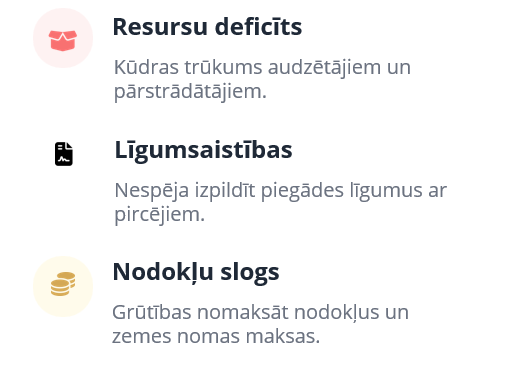 Resursu deficīts
Kūdras trūkums audzētājiem un
pārstrādātājiem.
Līgumsaistības
Nespēja izpildīt piegādes līgumus ar
pircējiem.
Nodokļu slogs
Grūtības nomaksāt nodokļus un
zemes nomas maksas.